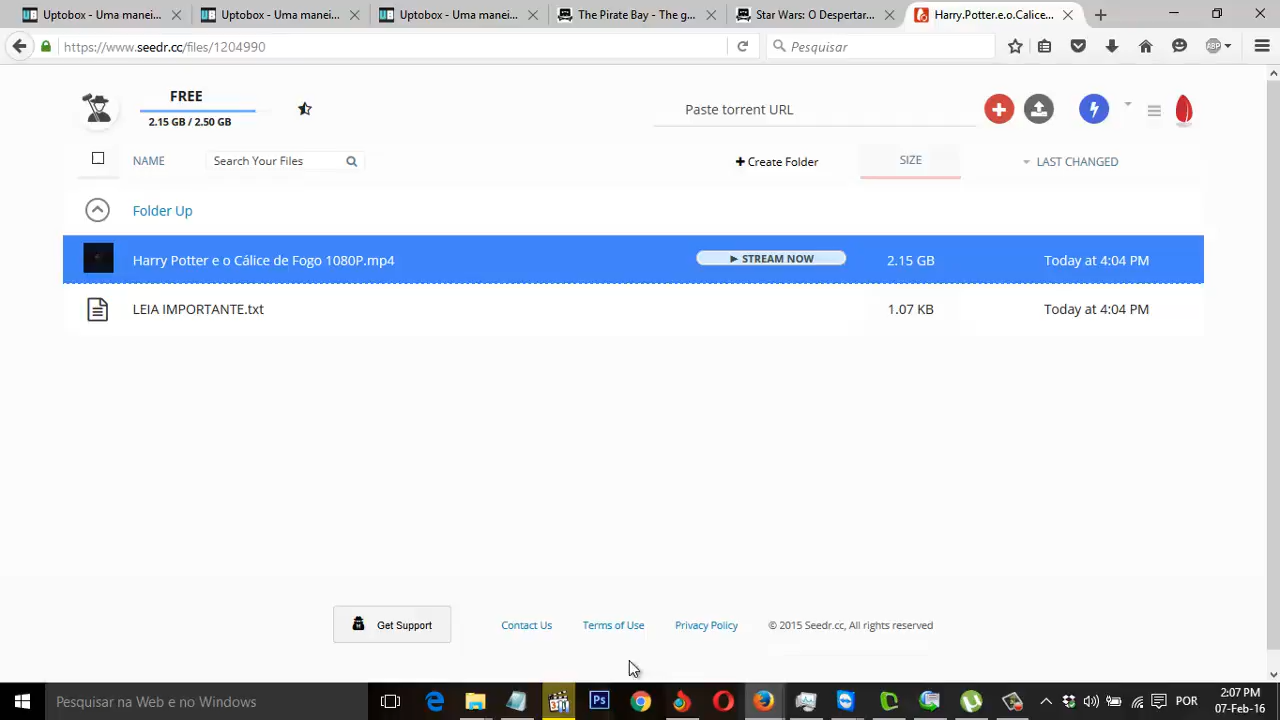 Uptobox - Uma manei...
Uptobox - Uma manei...
Uptobox - Uma manei...
The Pirate Bay - The g...
Star Wars: O Despertar...
Harry.Potter.e.o.Calice...
https://www.seedr.cc/files/1204990
Pesquisar
ABP
FREE
2.15 GB / 2.50 GB
Paste torrent URL
NAME
Search Your Files
Create Folder
SIZE
LAST CHANGED
Folder Up
Harry Potter e o Cálice de Fogo 1080P.mp4
STREAM NOW
2.15 GB
Today at 4:04 PM
LEIA IMPORTANTE.txt
1.07 KB
Today at 4:04 PM
Get Support
Contact Us
Terms of Use
Privacy Policy
© 2015 Seedr.cc, All rights reserved
Pesquisar na Web e no Windows
Ps
POR
2:07 PM
07-Feb-16